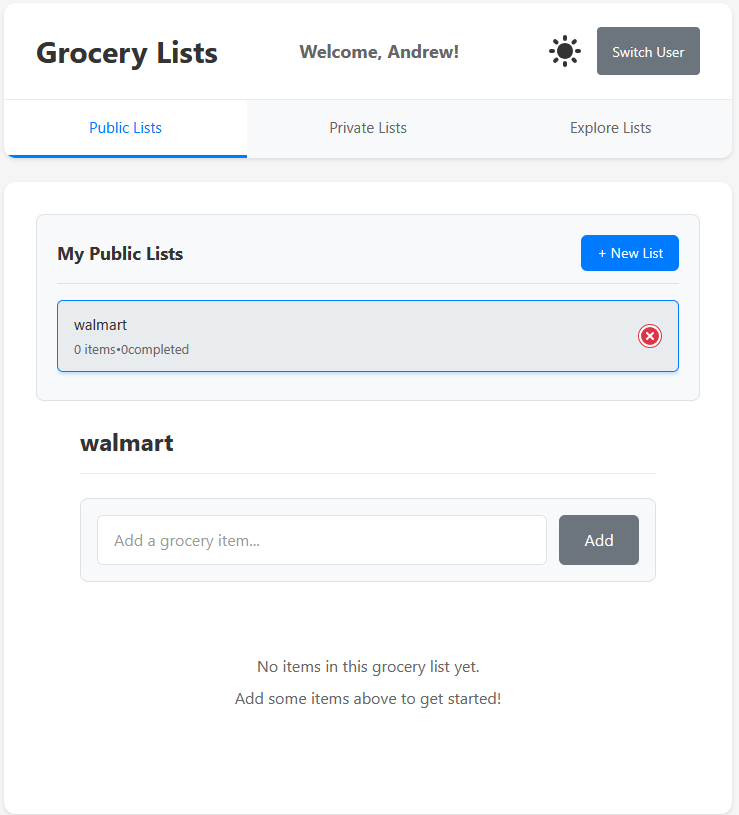 Grocery Lists
Welcome, Andrew!
Switch User
Public Lists
Private Lists
Explore Lists
My Public Lists
+ New List
walmart
0 items•0completed
walmart
Add a grocery item...
Add
No items in this grocery list yet.
Add some items above to get started!